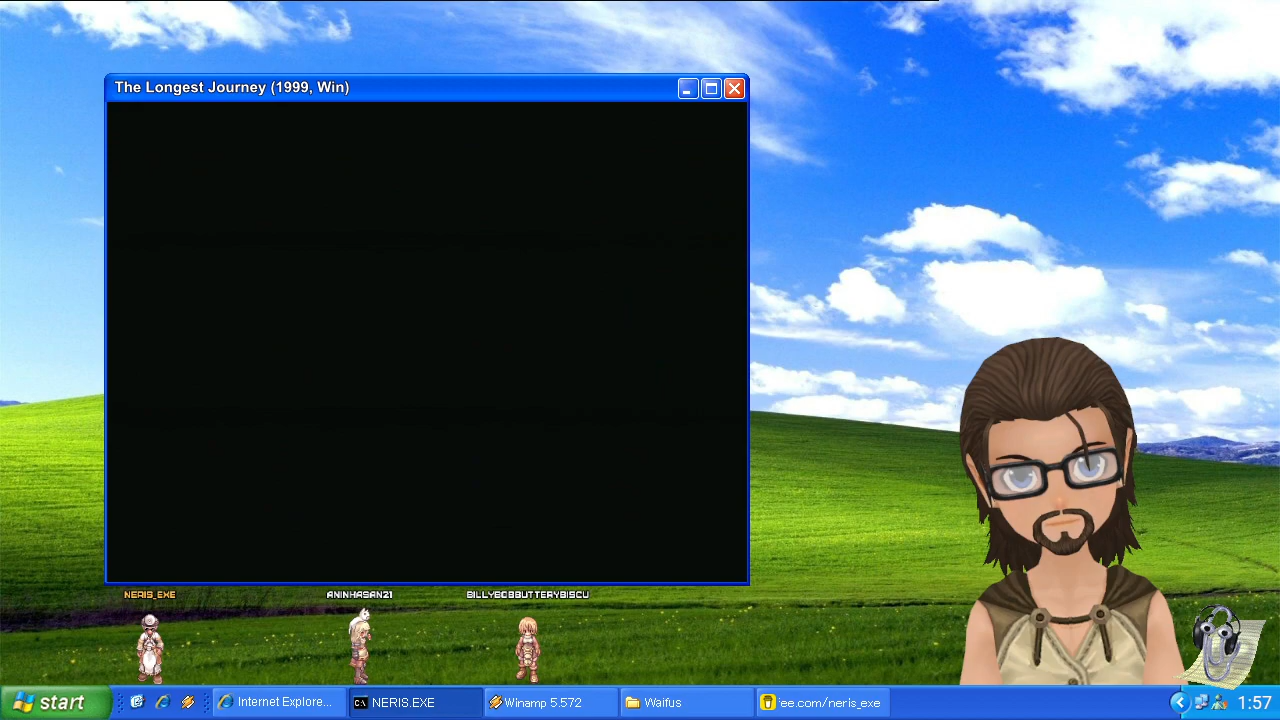 The Longest Journey (1999, Win)
NERIS_EXE
ANINHASAN21
BILLYBOBBUTTERYBISCU
start
Internet Explore...
C:\
NERIS.EXE
Winamp 5.572
Waifus
ee.com/neris_exe
1:57